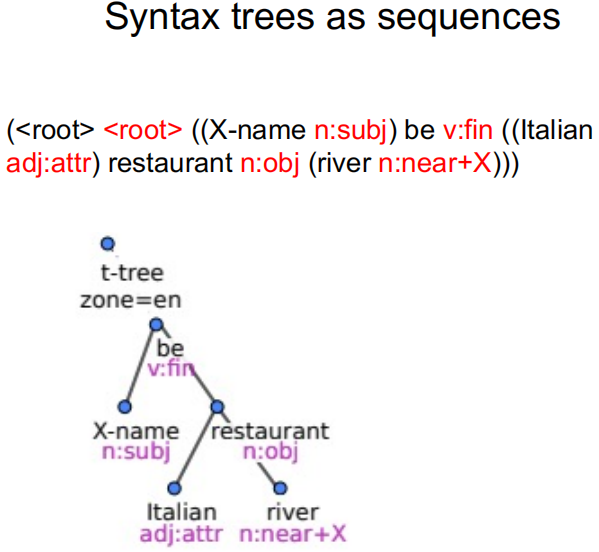 Syntax trees as sequences
(<root> <root> ((X-name n:subj) be v:fin ((Italian
adj:attr) restaurant n:obj (river n:near+X)))
t-tree
zone=en
be
v:fin
X-name restaurant
n:subj n:obj
Italian river
adj:attr n:near+X